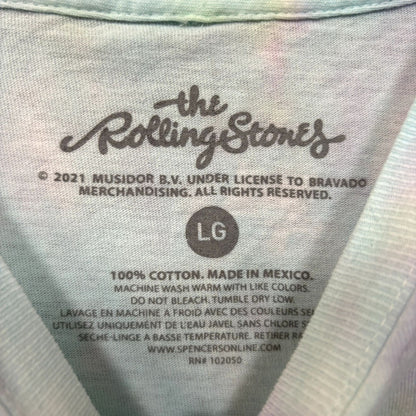 the
Rolling Stones
© 2021 MUSIDOR B.V. UNDER LICENSE TO BRAVADO
MERCHANDISING. ALL RIGHTS RESERVED.
LG
100% COTTON. MADE IN MEXICO.
MACHINE WASH WARM WITH LIKE COLORS.
DO NOT BLEACH. TUMBLE DRY LOW.
LAVAGE EN MACHINE A FROID AVEC DES COULEURS
UTILISEZ UNIQUEMENT DE L'EAU JAVEL SANS CHLORE
SÈCHE-LINGE A BASSE TEMPERATURE. RETIRER
WWW.SPENCERSONLINE.COM
RN# 102050